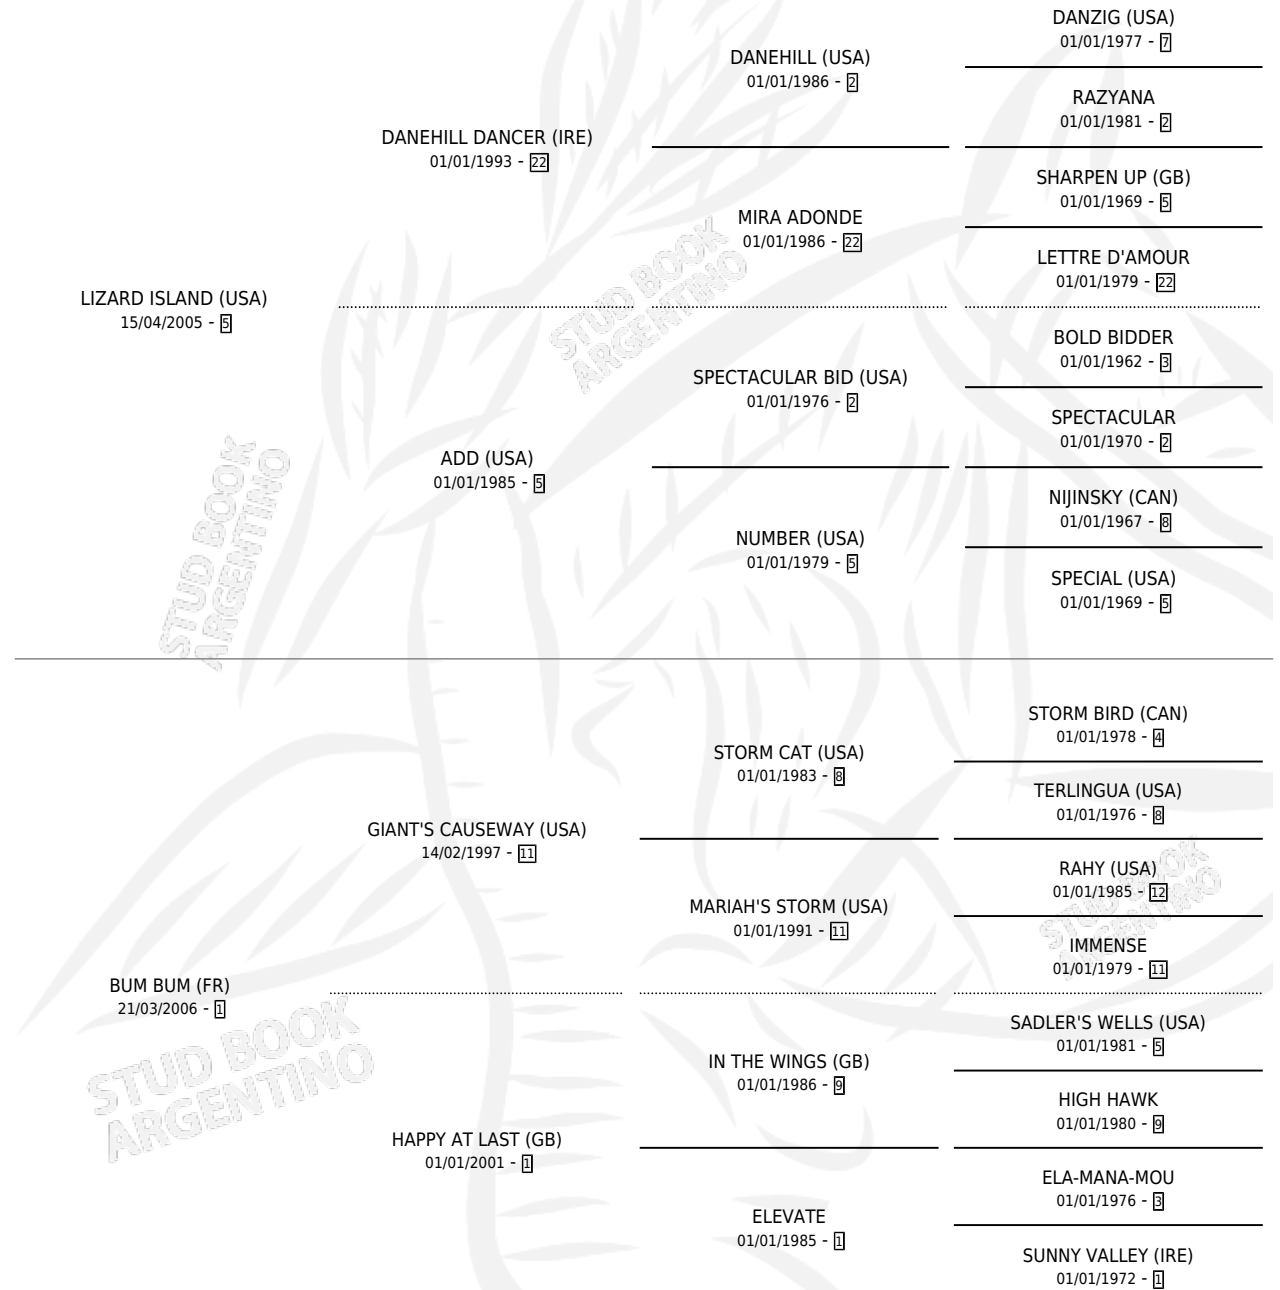 DANZIG (USA)
01/01/1977 - 7
DANEHILL (USA)
01/01/1986 - 2
RAZYANA
01/01/1981 - 2
DANEHILL DANCER (IRE)
01/01/1993 - 22
SHARPEN UP (GB)
01/01/1969 - 5
MIRA ADONDE
01/01/1986 - 22
LETTRE D'AMOUR
01/01/1979 - 22
LIZARD ISLAND (USA)
15/04/2005 - 5
STUD BOOK
ARGENTINO
BOLD BIDDER
01/01/1962 - 3
SPECTACULAR BID (USA)
01/01/1976 - 2
SPECTACULAR
01/01/1970 - 2
ADD (USA)
01/01/1985 - 5
NIJINSKY (CAN)
01/01/1967 - 8
NUMBER (USA)
01/01/1979 - 5
SPECIAL (USA)
01/01/1969 - 5
STUD BOOK
ARGENTINO
STORM BIRD (CAN)
01/01/1978 - 4
STORM CAT (USA)
01/01/1983 - 8
TERLINGUA (USA)
01/01/1976 - 8
GIANT'S CAUSEWAY (USA)
14/02/1997 - 11
RAHY (USA)
01/01/1985 - 12
MARIAH'S STORM (USA)
01/01/1991 - 11
STUD BOOK
ARGENTINO
IMMENSE
01/01/1979 - 11
BUM BUM (FR)
21/03/2006 - 1
SADLER'S WELLS (USA)
01/01/1981 - 5
IN THE WINGS (GB)
01/01/1986 - 9
STUD BOOK
ARGENTINO
HIGH HAWK
01/01/1980 - 9
HAPPY AT LAST (GB)
01/01/2001 - 1
ELA-MANA-MOU
01/01/1976 - 3
ELEVATE
01/01/1985 - 1
SUNNY VALLEY (IRE)
01/01/1972 - 1